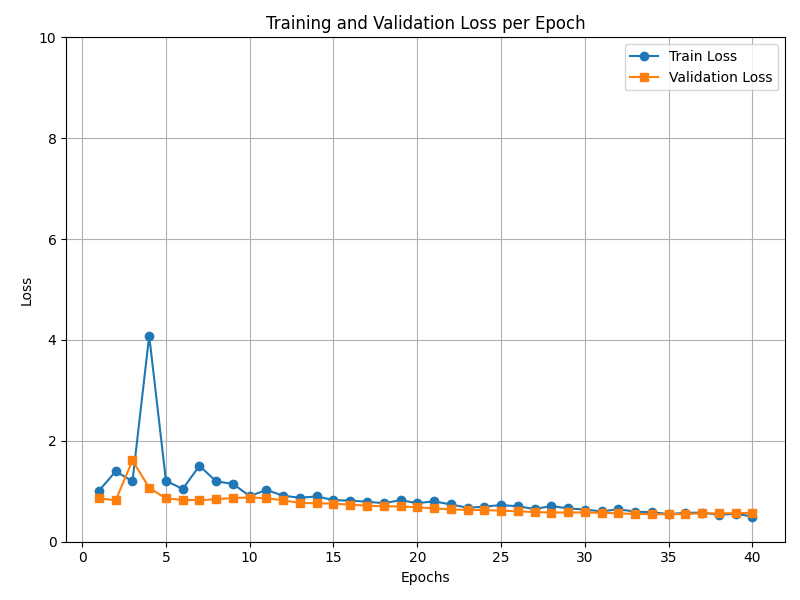 Training and Validation Loss per Epoch
Train Loss
Validation Loss
10
8
6
4
2
0
Loss
0 5 10 15 20 25 30 35 40
Epochs